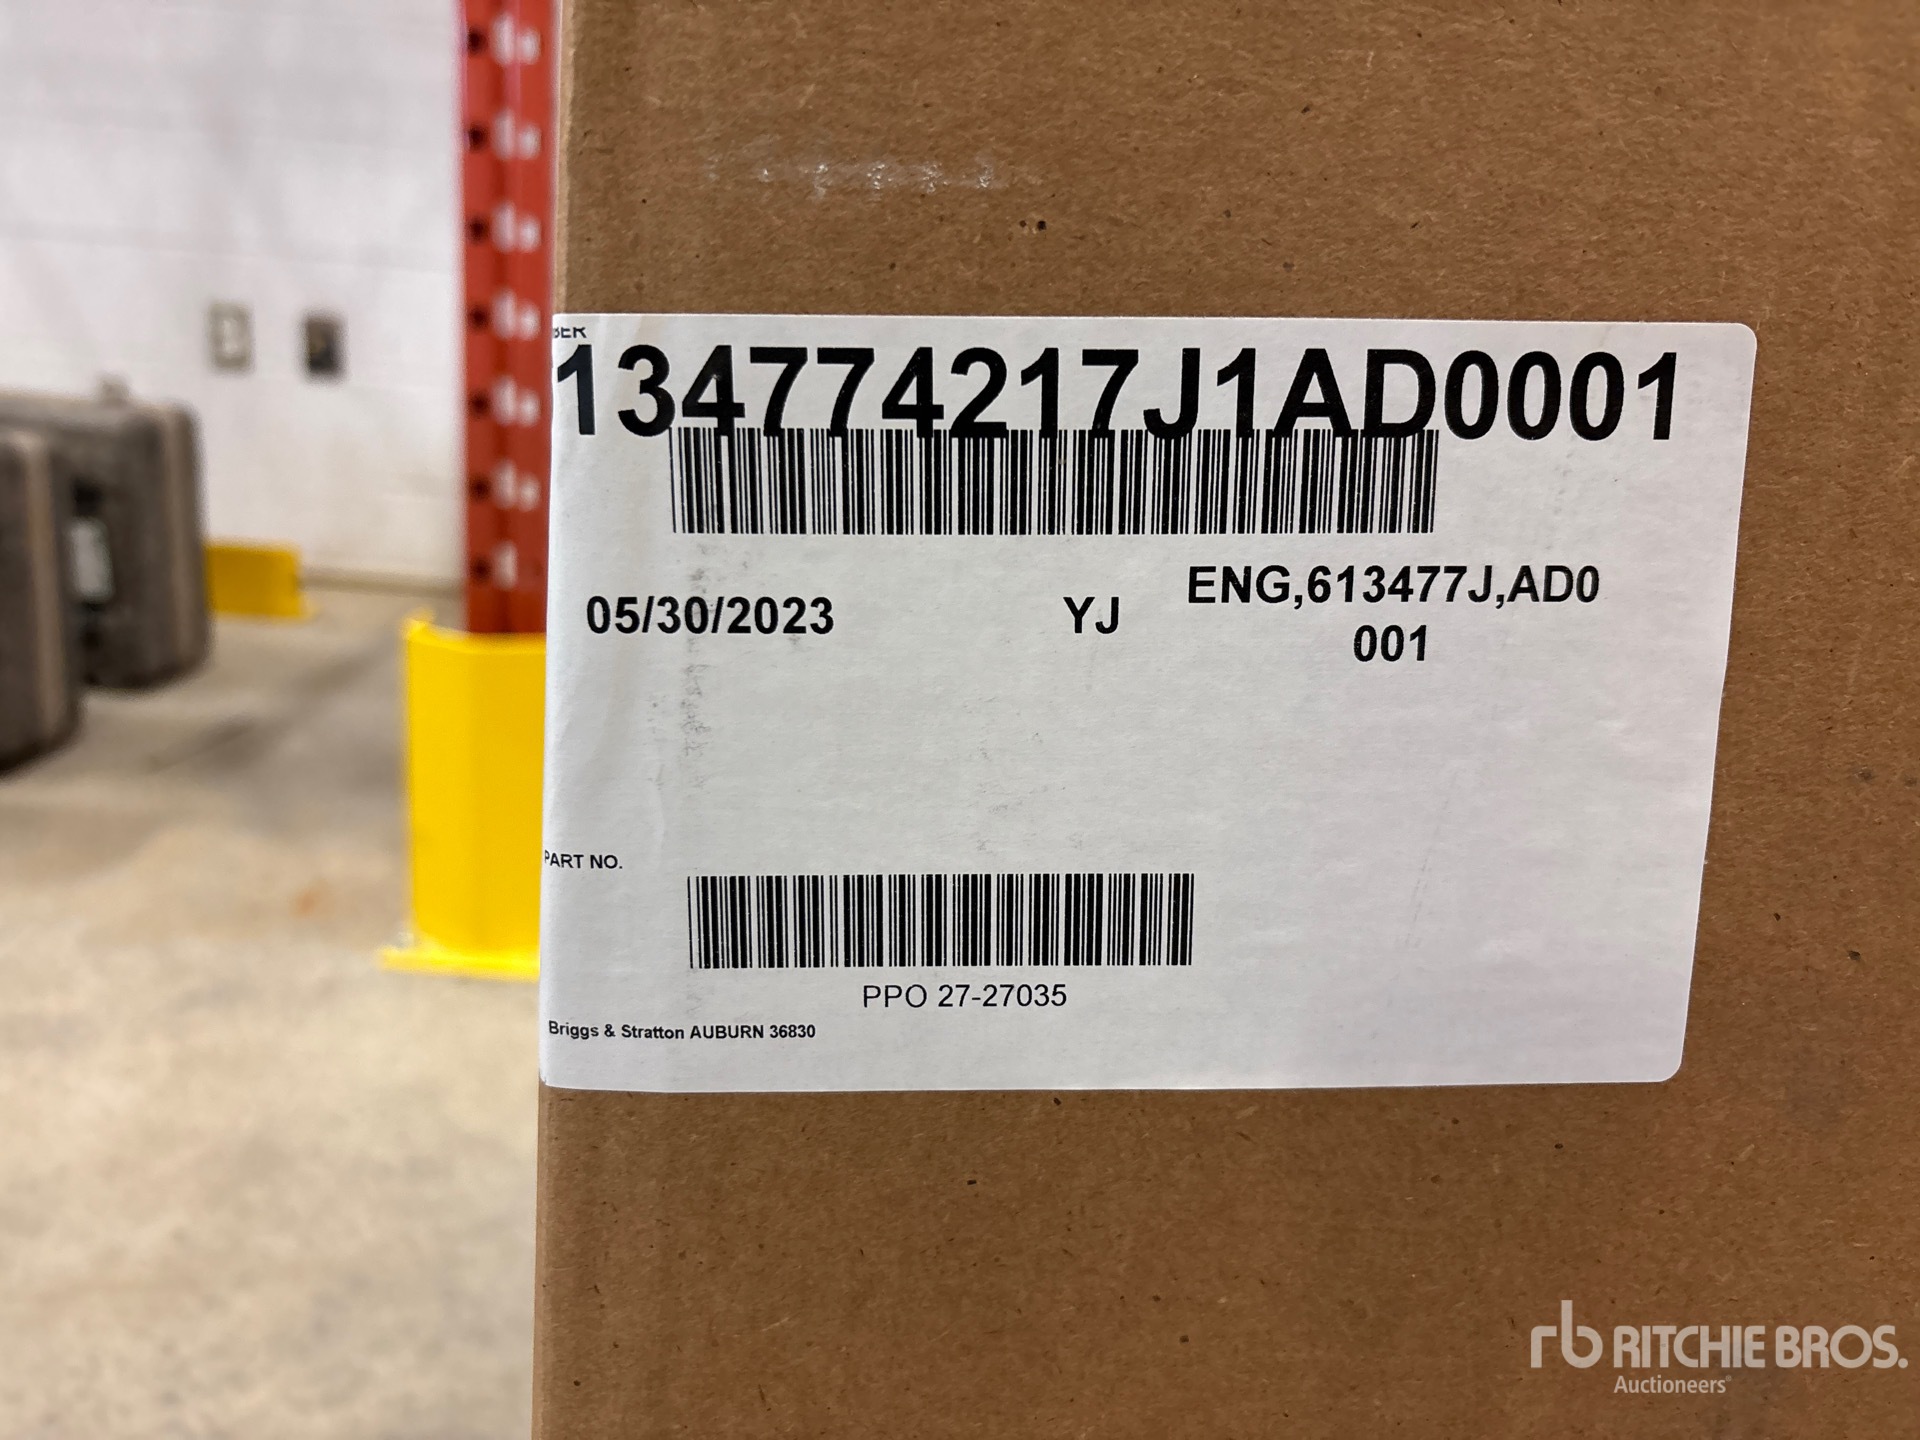 134774217J1AD0001
05/30/2023 YJ ENG,613477J,AD0
001
PART NO.
PPO 27-27035
Briggs & Stratton AUBURN 36830
rb RITCHIE BROS.
Auctioneers